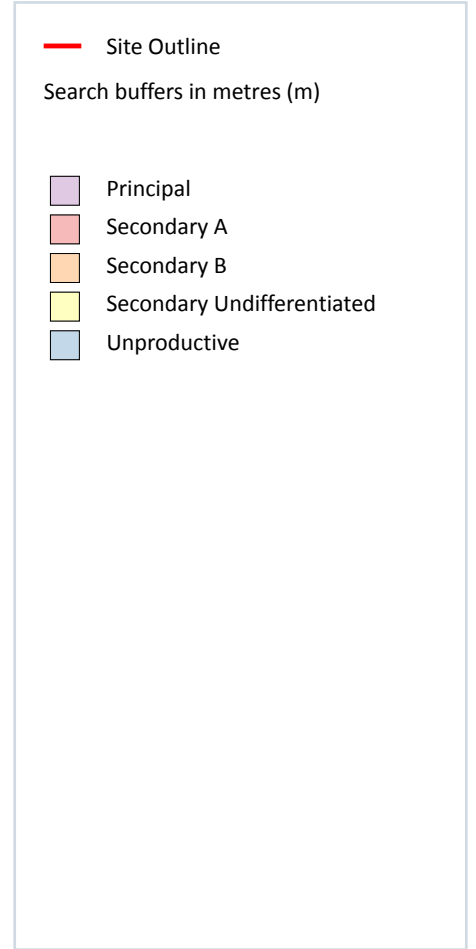 Site Outline
Search buffers in metres (m)
Principal
Secondary A
Secondary B
Secondary Undifferentiated
Unproductive